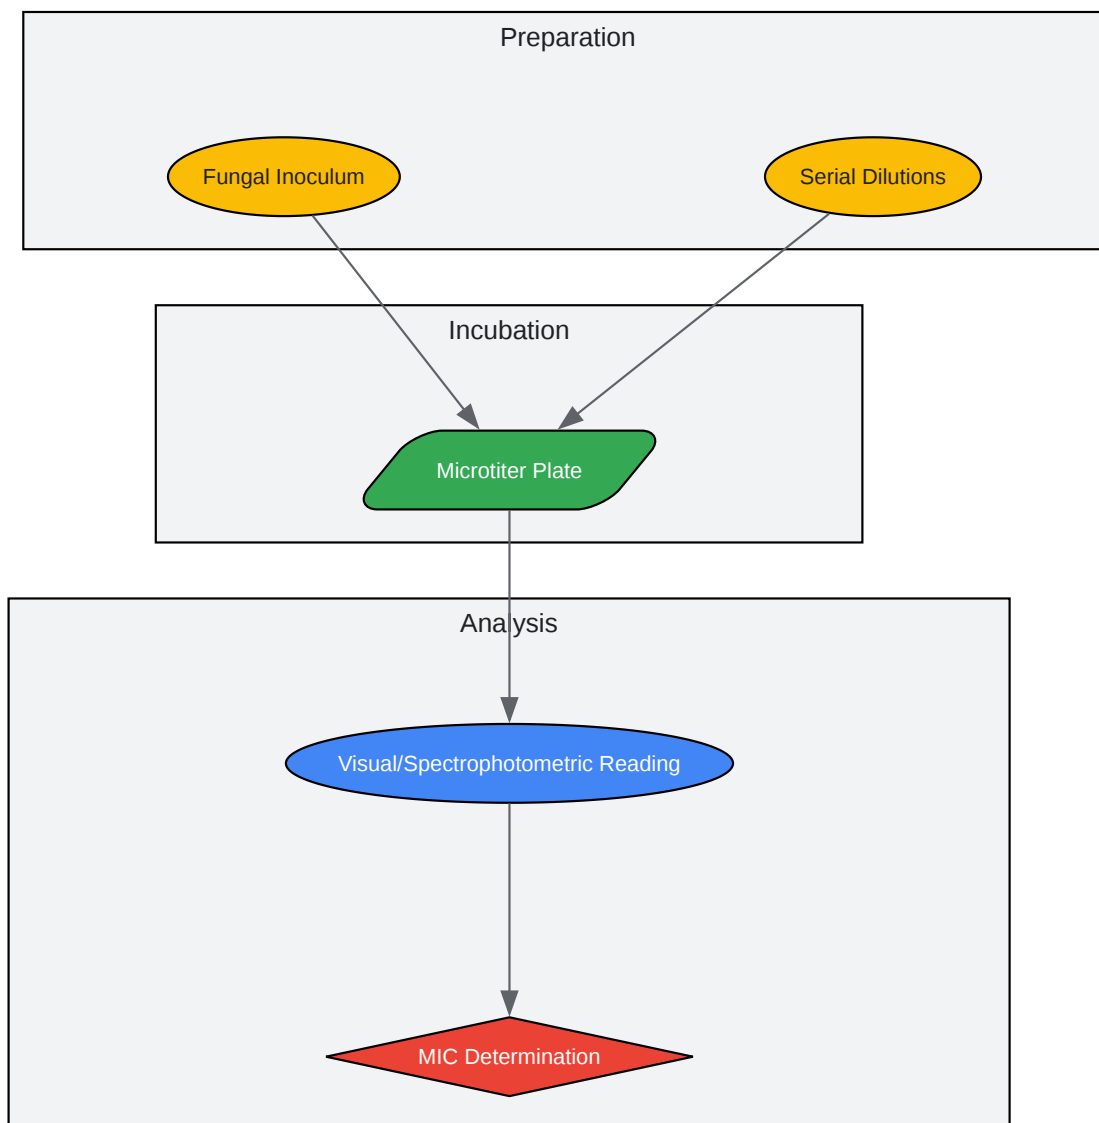 Preparation
Fungal Inoculum
Serial Dilutions
Incubation
Microtiter Plate
Analysis
Visual/Spectrophotometric Reading
MIC Determination